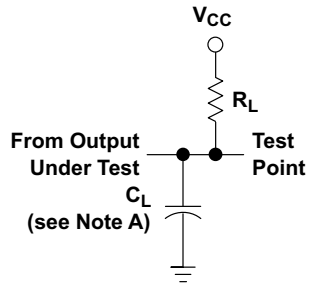 VCC
RL
From Output
Under Test
Test
Point
CL
(see Note A)